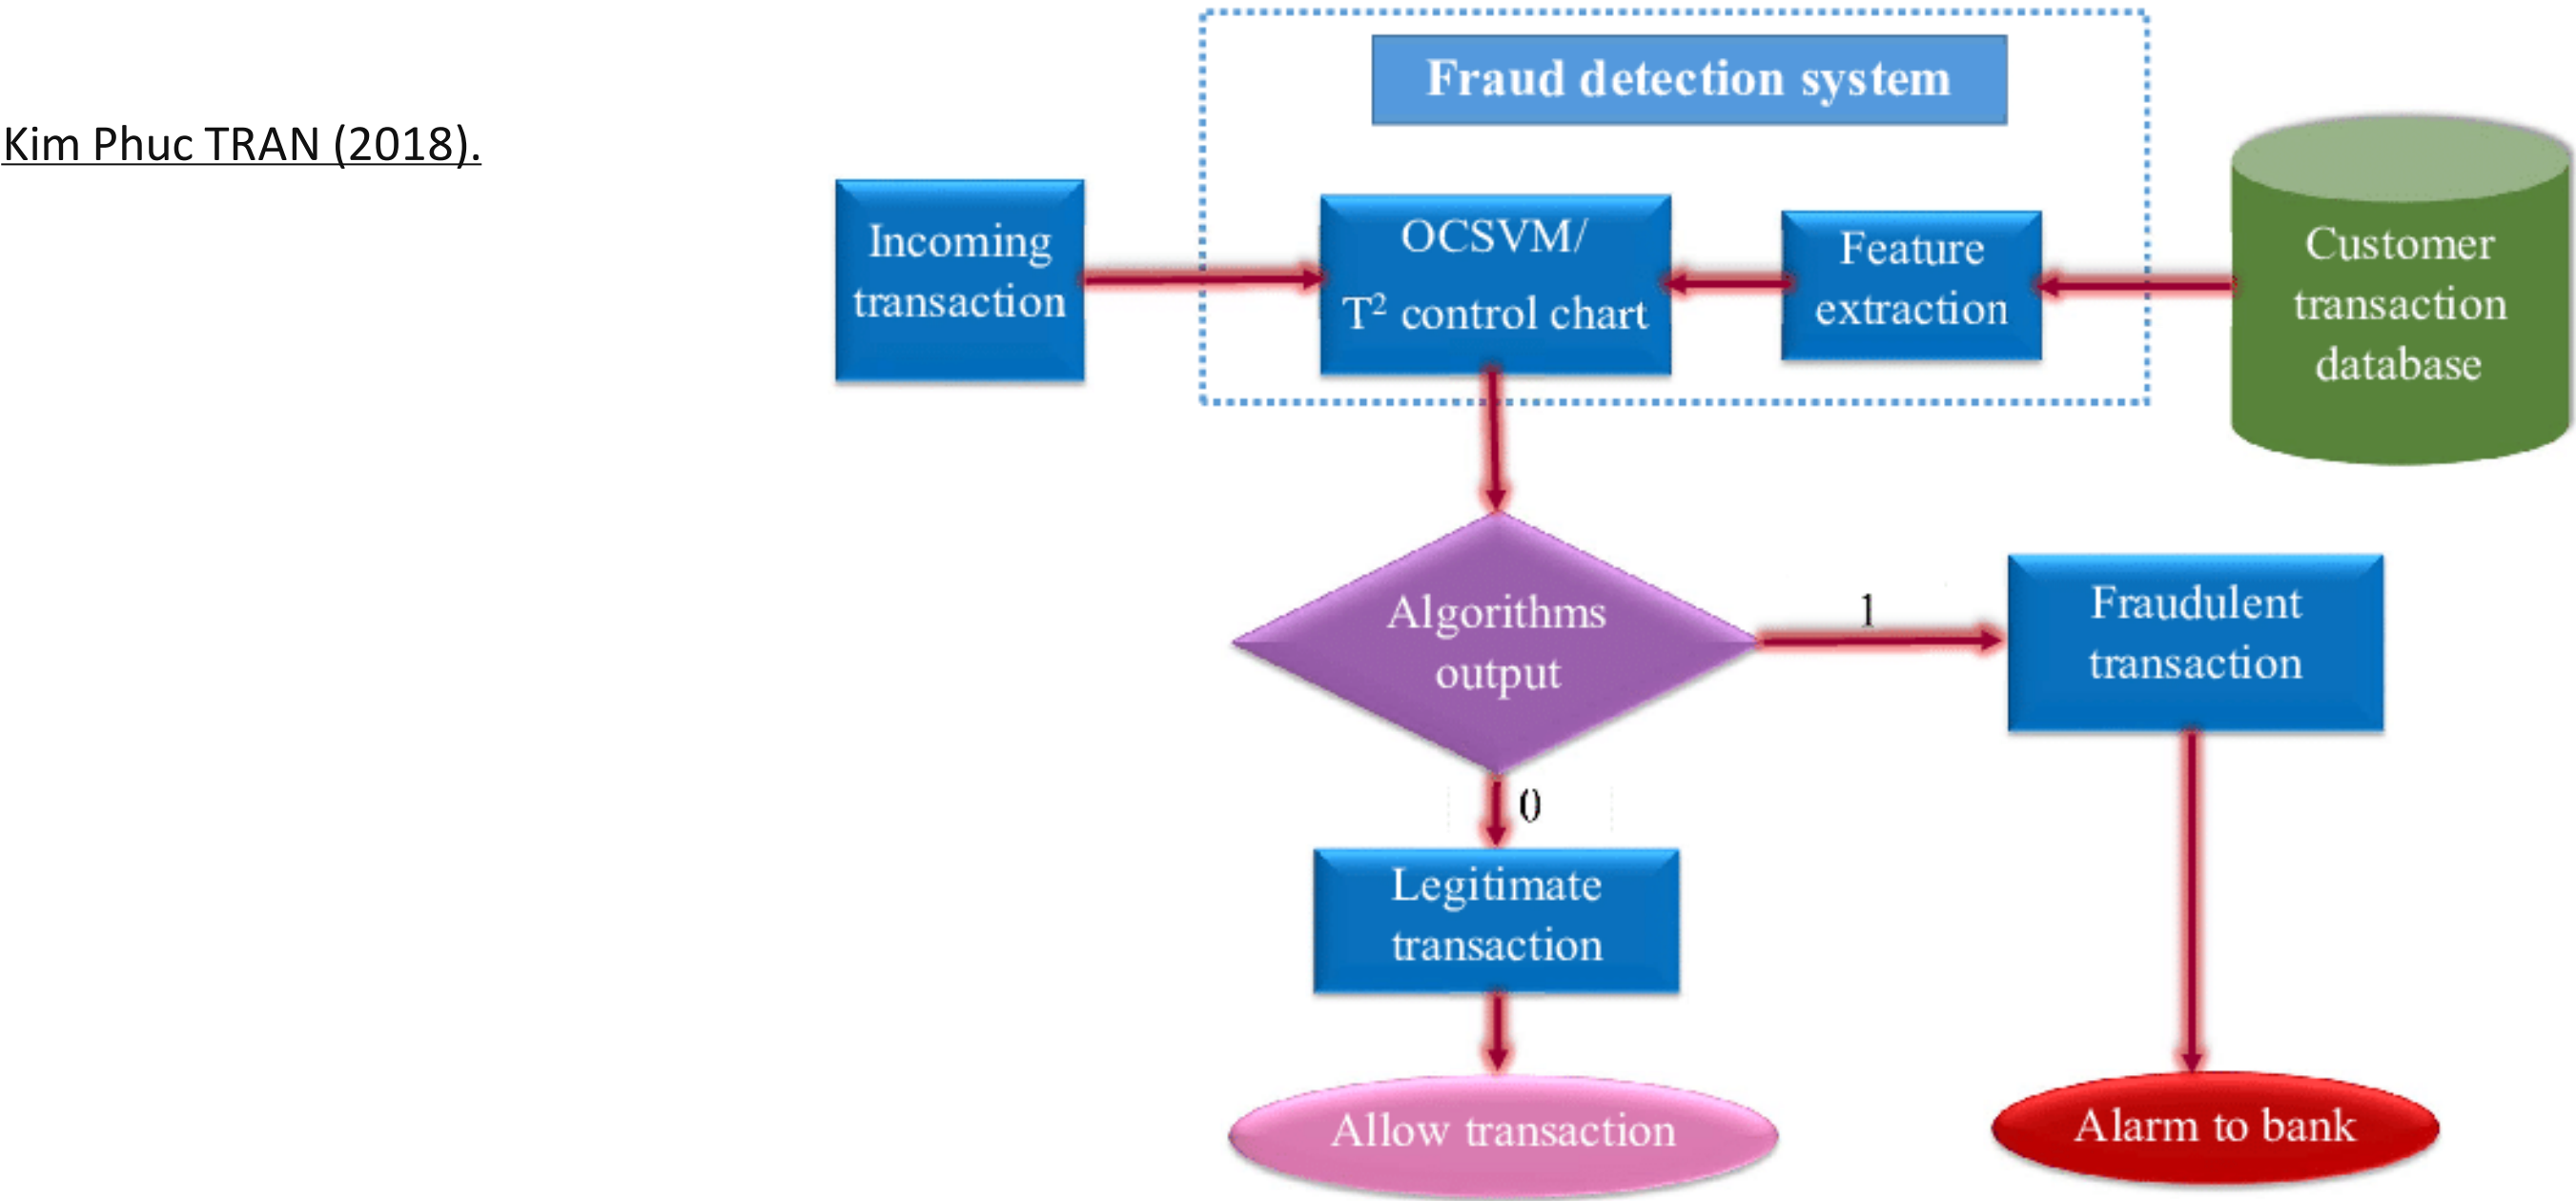 Kim Phuc TRAN (2018).
Fraud detection system
Incoming
transaction
OCSVM/
T² control chart
Feature
extraction
Customer
transaction
database
Algorithms
output
1
Fraudulent
transaction
0
Legitimate
transaction
Allow transaction
Alarm to bank